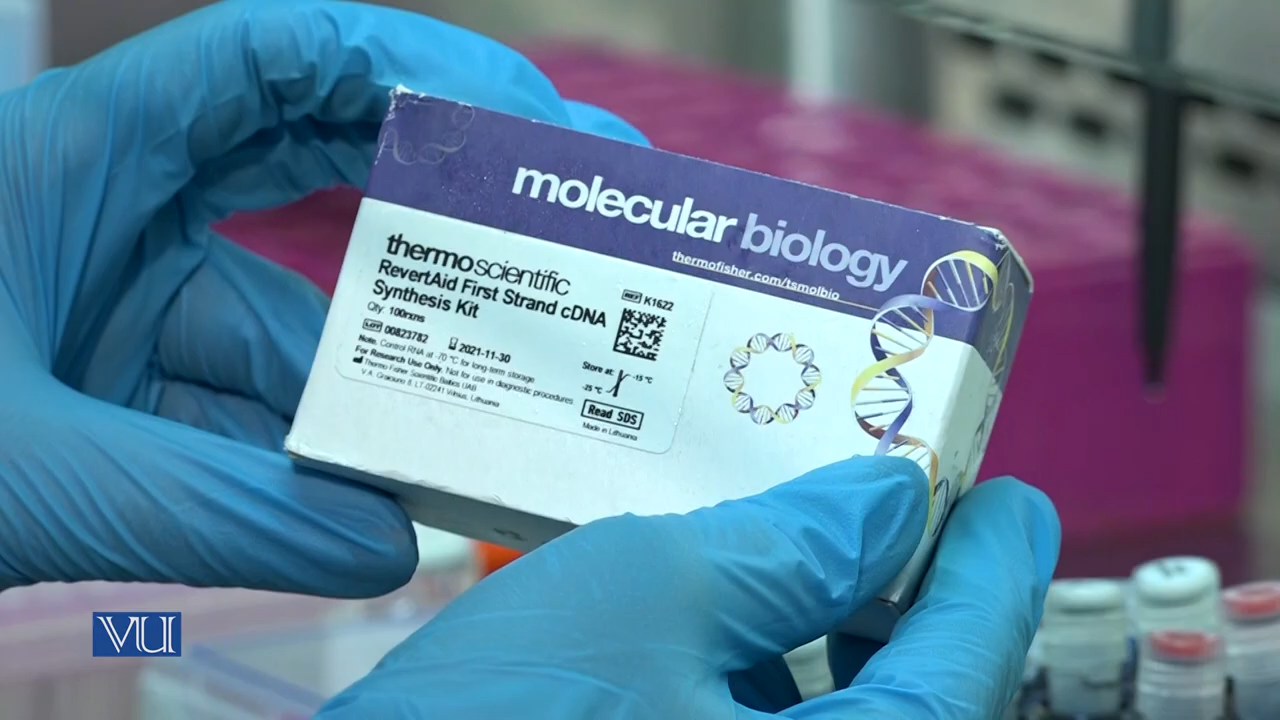 molecular biology
thermofisher.com/tsmolbio
thermo scientific
RevertAid First Strand cDNA
Synthesis Kit
Qty. 100rxns
REF K1622
LOT 00823782
2021-11-30
Note. Control RNA at -70 °C for long-term storage
For Research Use Only. Not for use in diagnostic procedures
Thermo Fisher Scientific Baltics UAB
V.A. Graiciuno 8, LT-02241 Vilnius, Lithuania
Store at:
-15 °C
-25 °C
Read SDS
Made in Lithuania
VU